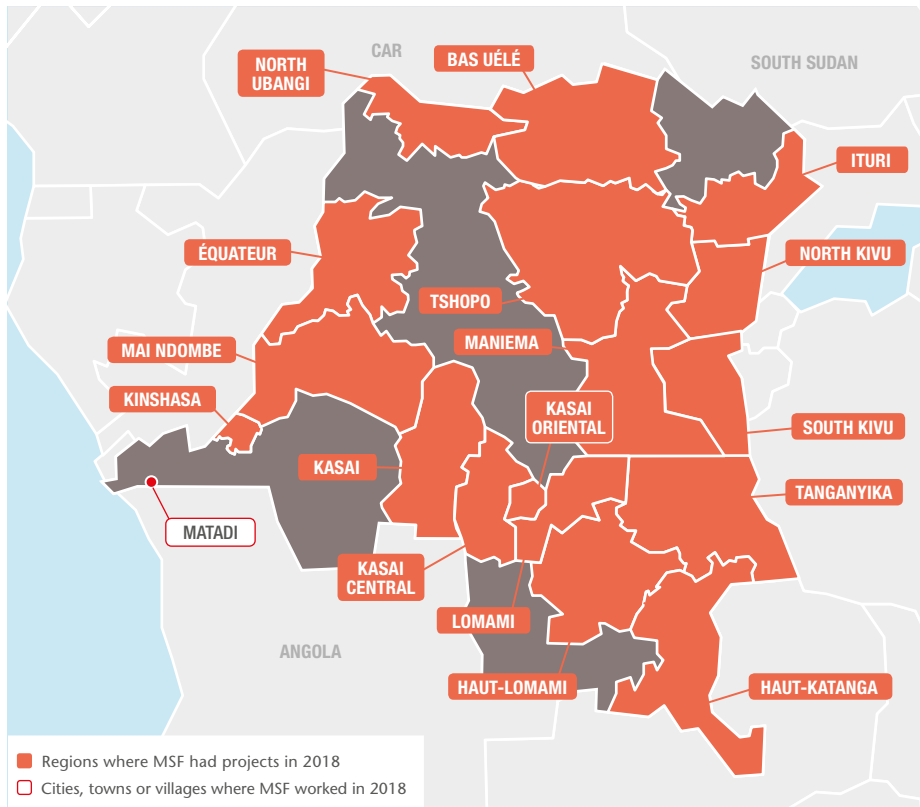 CAR
NORTH
UBANGI
BAS UÉLÉ
SOUTH SUDAN
ITURI
ÉQUATEUR
NORTH KIVU
TSHOPO
MANIEMA
MAI NDOMBE
KINSHASA
KASAI
ORIENTAL
SOUTH KIVU
KASAI
TANGANYIKA
MATADI
KASAI
CENTRAL
LOMAMI
ANGOLA
HAUT-LOMAMI
HAUT-KATANGA
Regions where MSF had projects in 2018
Cities, towns or villages where MSF worked in 2018